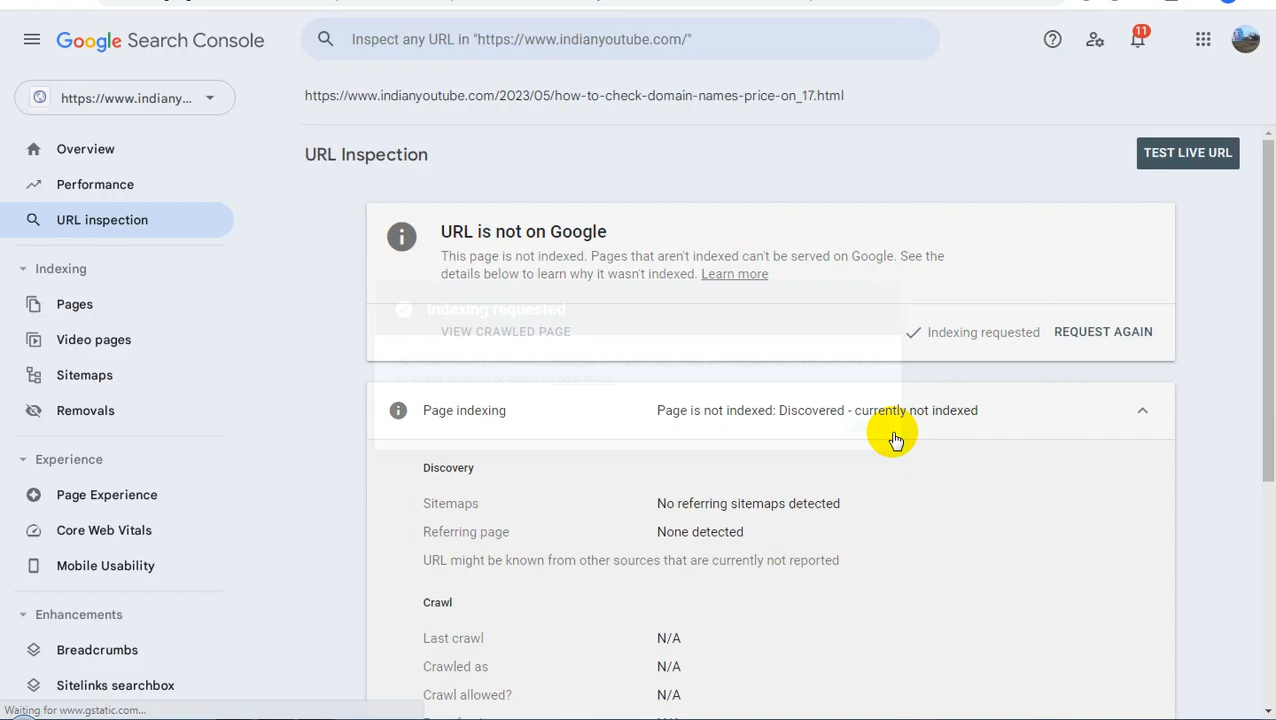 Google Search Console
Inspect any URL in "https://www.indianyoutube.com/"
11
https://www.indiany...
https://www.indianyoutube.com/2023/05/how-to-check-domain-names-price-on_17.html
Overview
Performance
URL inspection
Indexing
Pages
Video pages
Sitemaps
Removals
Experience
Page Experience
Core Web Vitals
Mobile Usability
Enhancements
Breadcrumbs
Sitelinks searchbox
URL Inspection
TEST LIVE URL
URL is not on Google
This page is not indexed. Pages that aren't indexed can't be served on Google. See the
details below to learn why it wasn't indexed. Learn more
Indexing requested
VIEW CRAWLED PAGE
Indexing requested
REQUEST AGAIN
Learn more
Page indexing
Page is not indexed: Discovered - currently not indexed
Discovery
Sitemaps
No referring sitemaps detected
Referring page
None detected
URL might be known from other sources that are currently not reported
Crawl
Last crawl
N/A
Crawled as
N/A
Crawl allowed?
N/A
Waiting for www.gstatic.com...